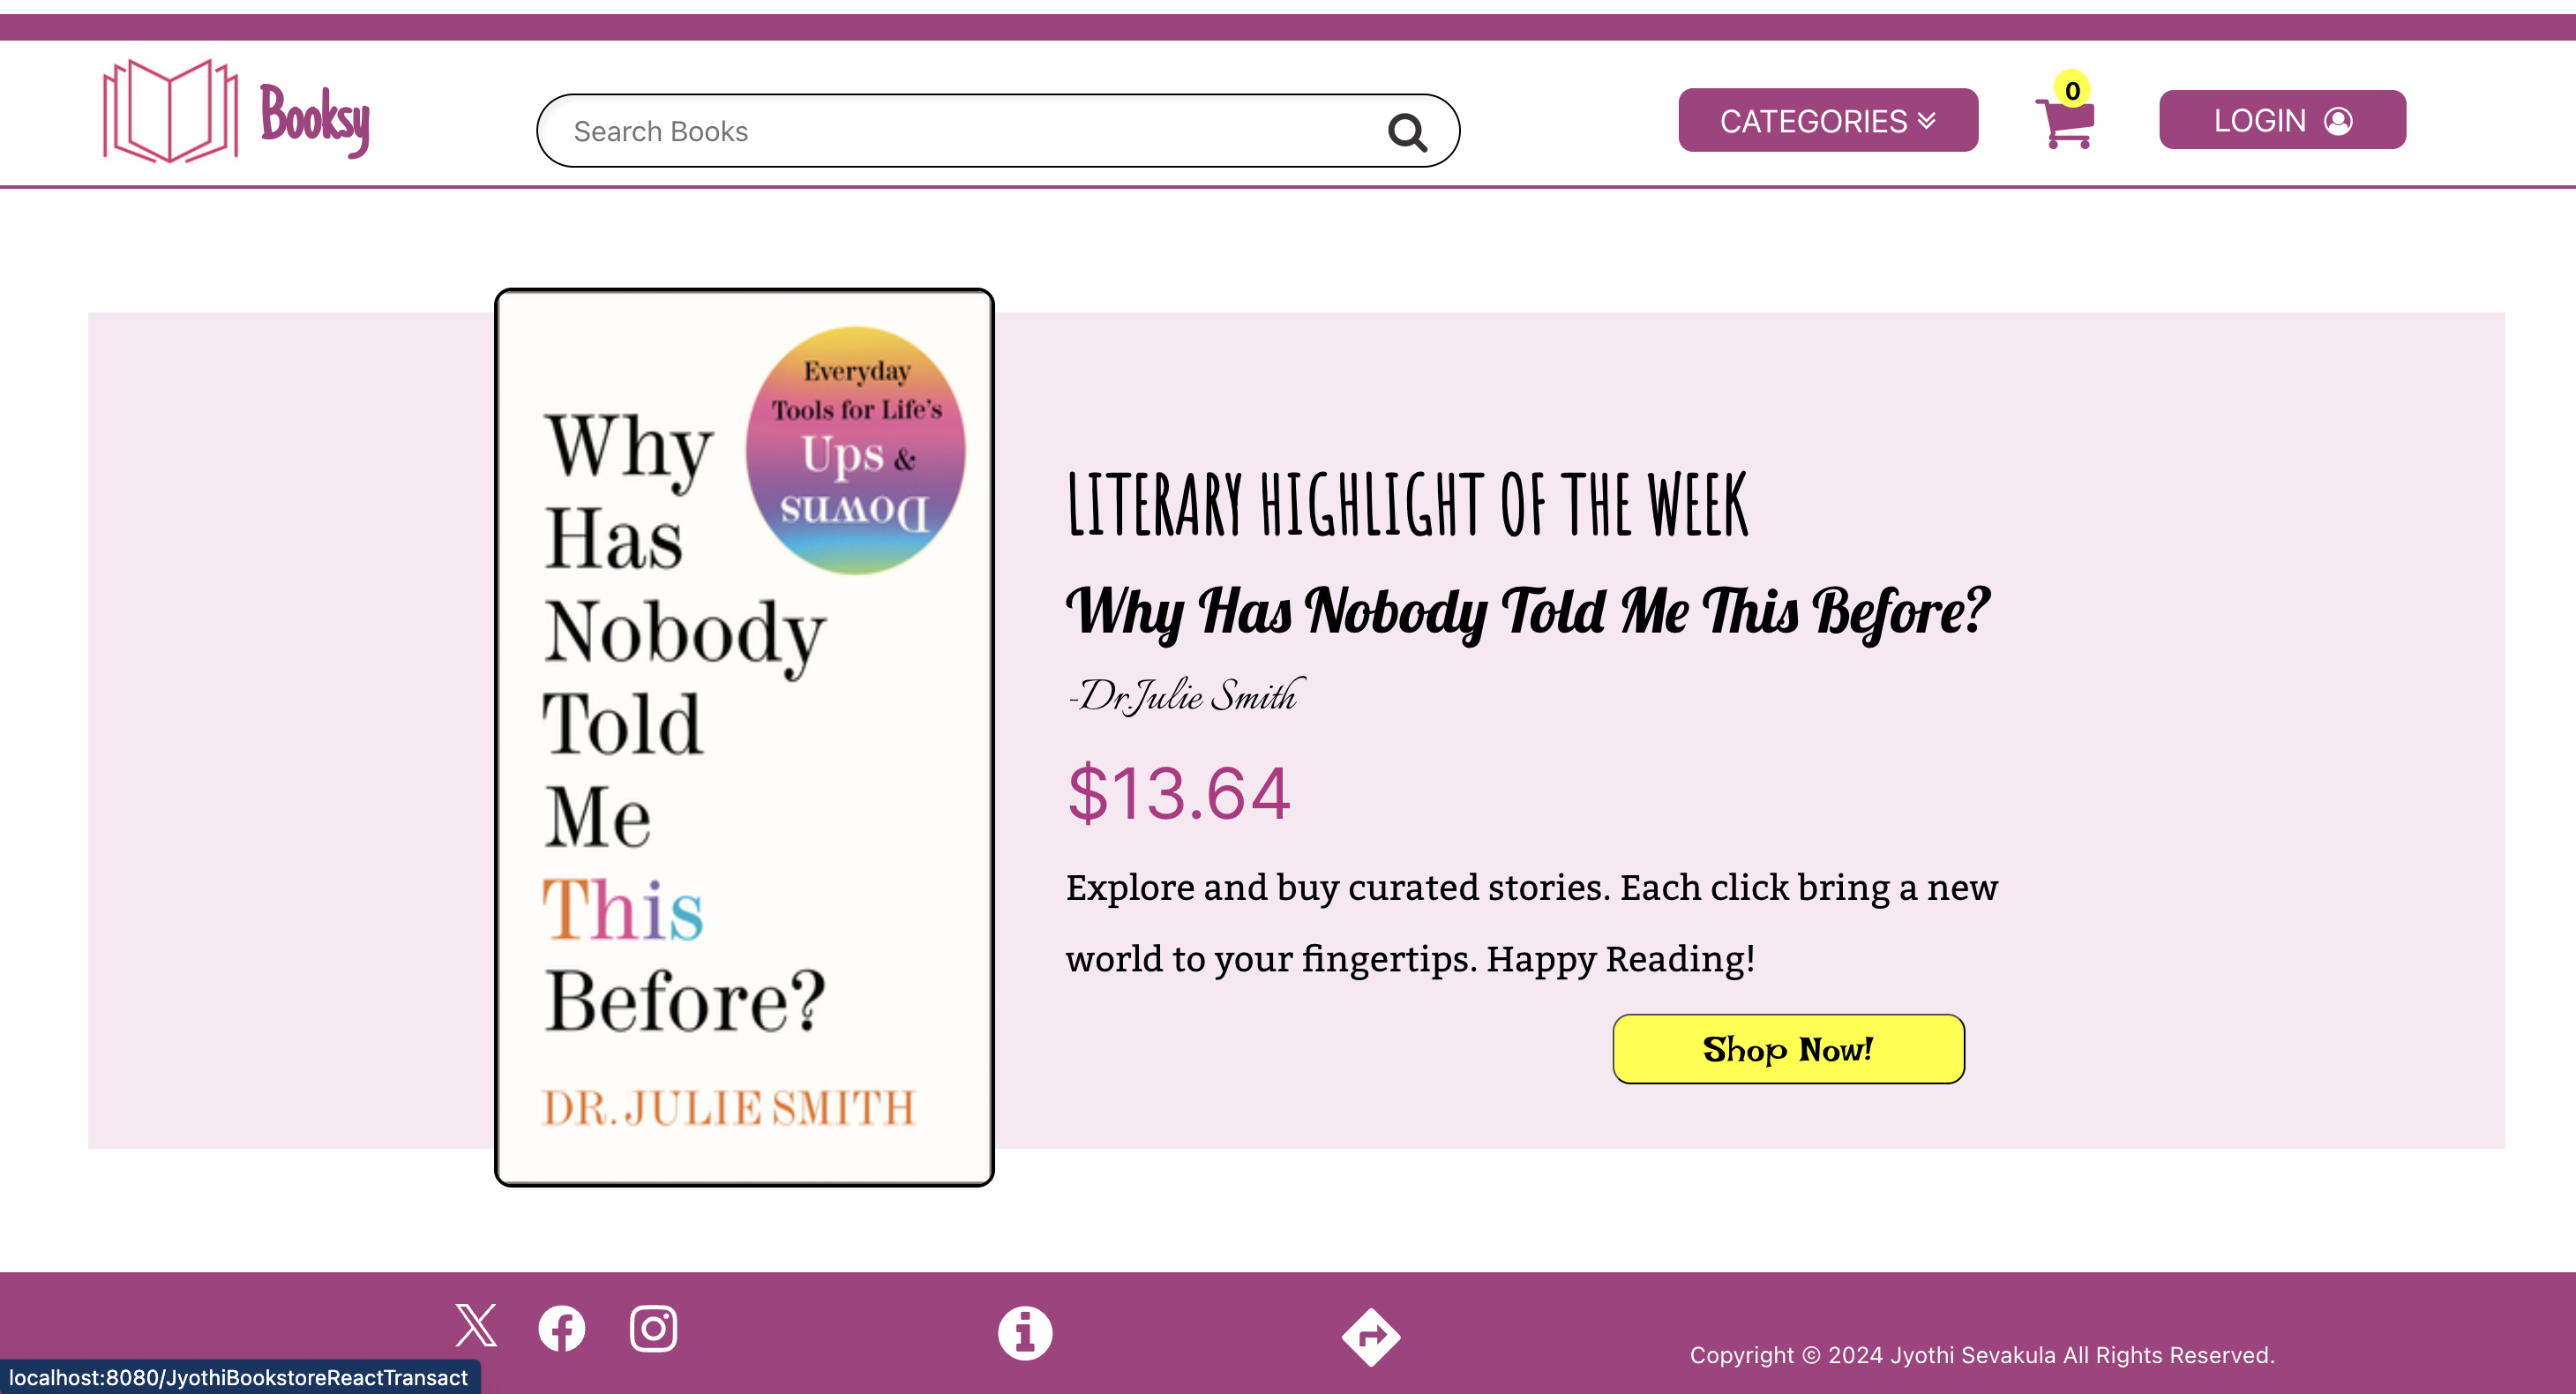 Booksy
Search Books
CATEGORIES
0
LOGIN
Everyday
Tools for Life's
Ups &
Downs
Why
Has
Nobody
Told
Me
This
Before?
DR. JULIE SMITH
LITERARY HIGHLIGHT OF THE WEEK
Why Has Nobody Told Me This Before?
-Dr.Julie Smith
$13.64
Explore and buy curated stories. Each click bring a new
world to your fingertips. Happy Reading!
Shop Now!
Copyright © 2024 Jyothi Sevakula All Rights Reserved.
localhost:8080/JyothiBookstoreReactTransact